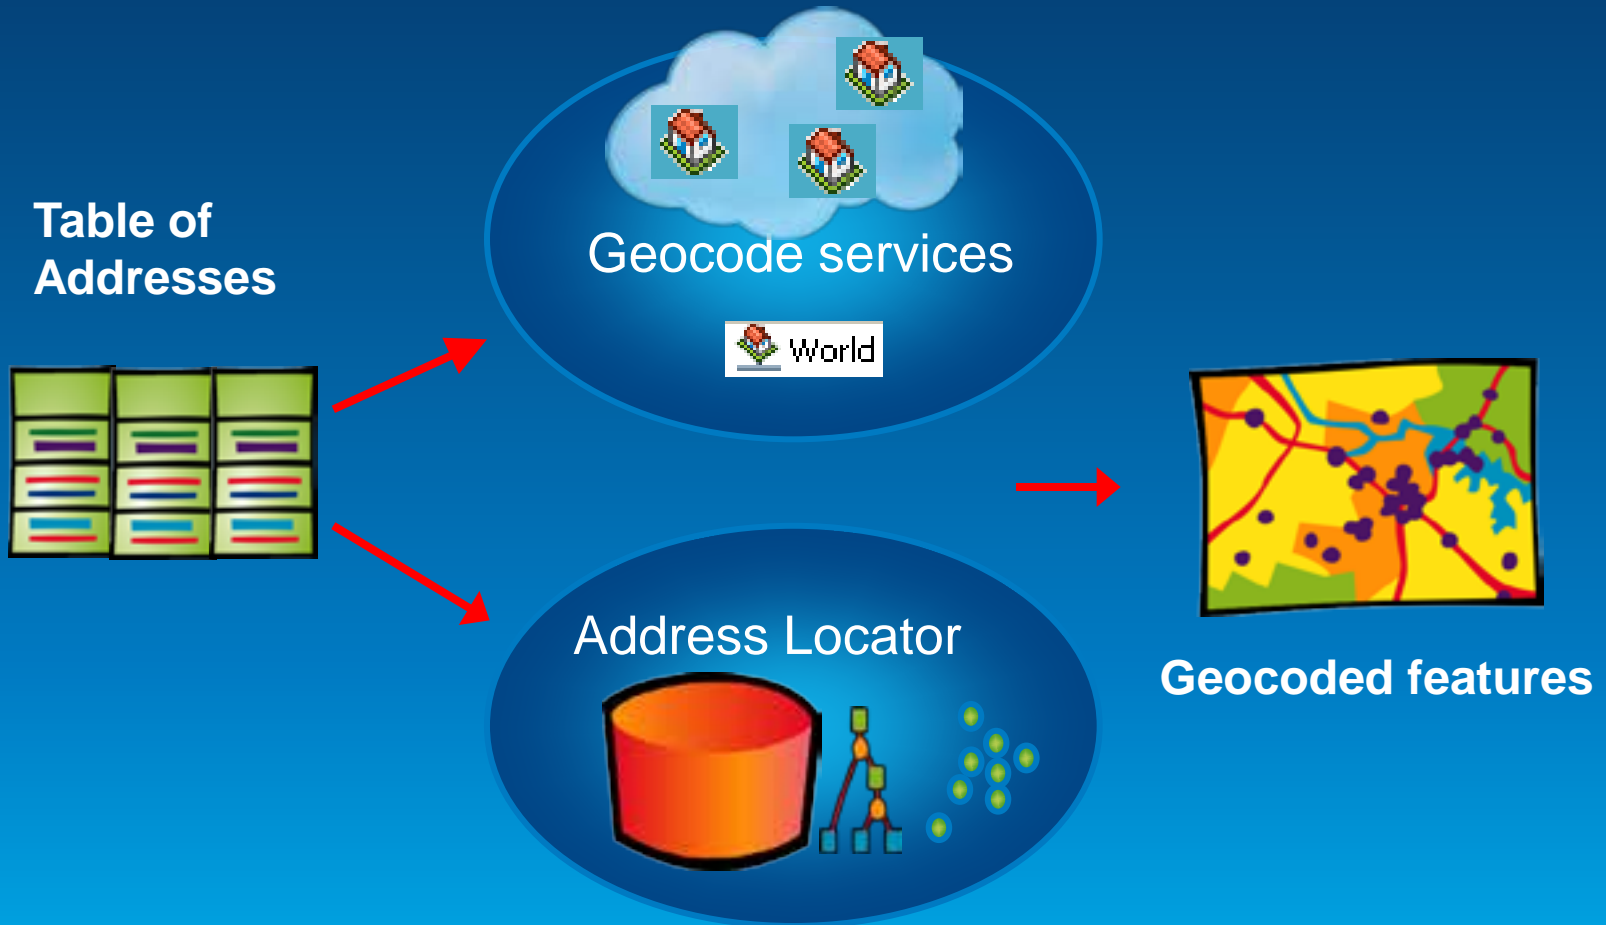 Table of
Addresses
Geocode services
World
Address Locator
Geocoded features